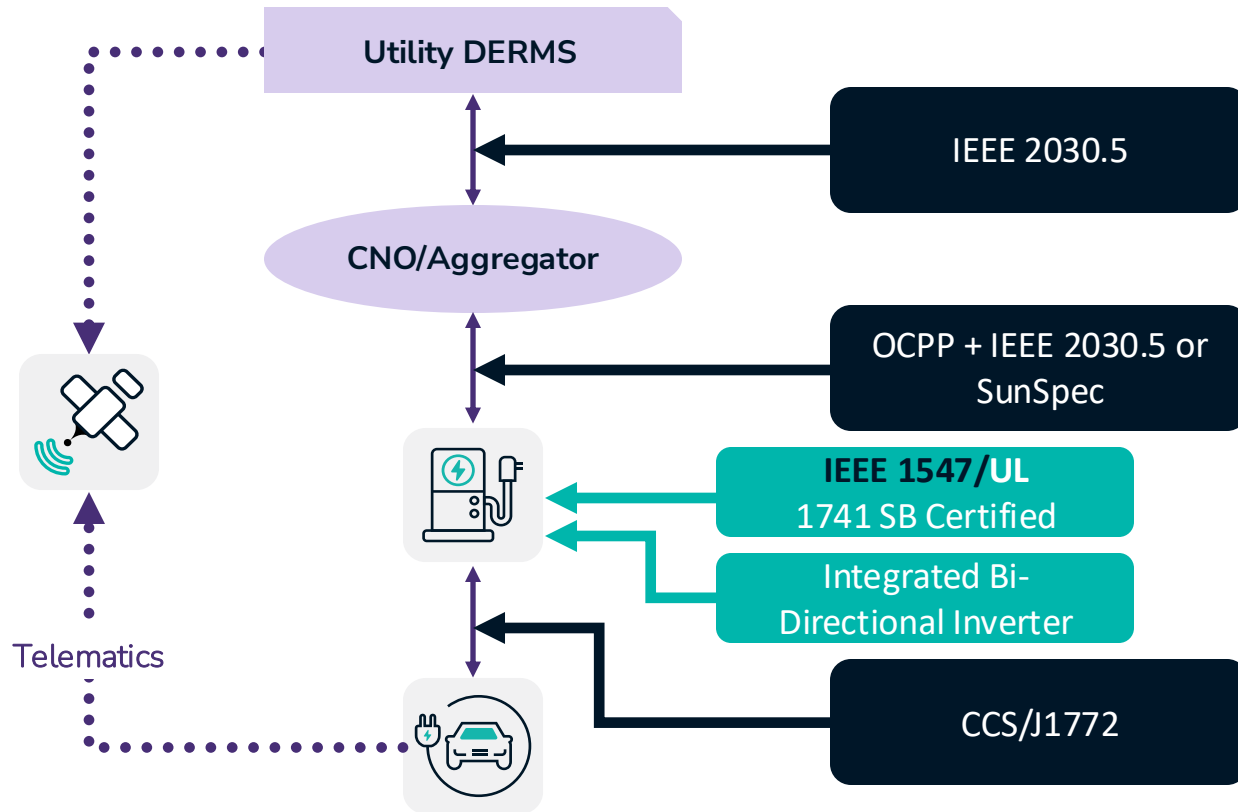 Utility DERMS
IEEE 2030.5
CNO/Aggregator
OCPP + IEEE 2030.5 or
SunSpec
IEEE 1547/UL
1741 SB Certified
Integrated Bi-
Directional Inverter
Telematics
CCS/J1772